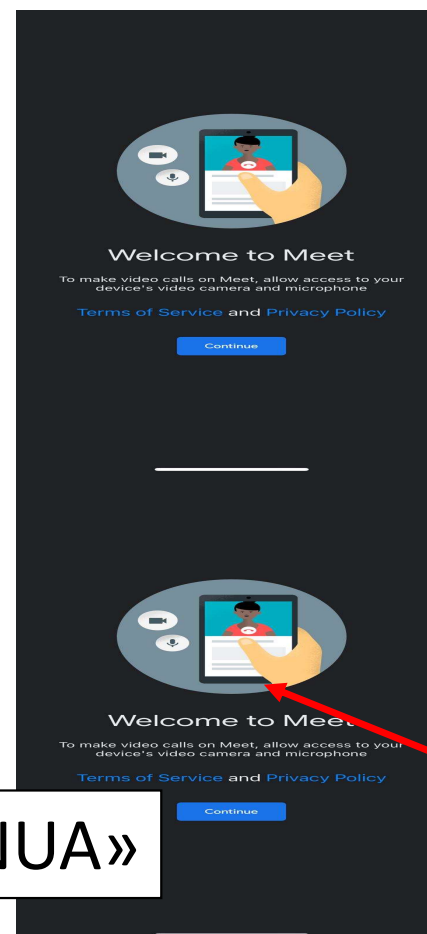 Welcome to Meet
To make video calls on Meet, allow access to your
device's video camera and microphone
Terms of Service and Privacy Policy
Continue
Welcome to Meet
To make video calls on Meet, allow access to your
device's video camera and microphone
Terms of Service and Privacy Policy
Continue